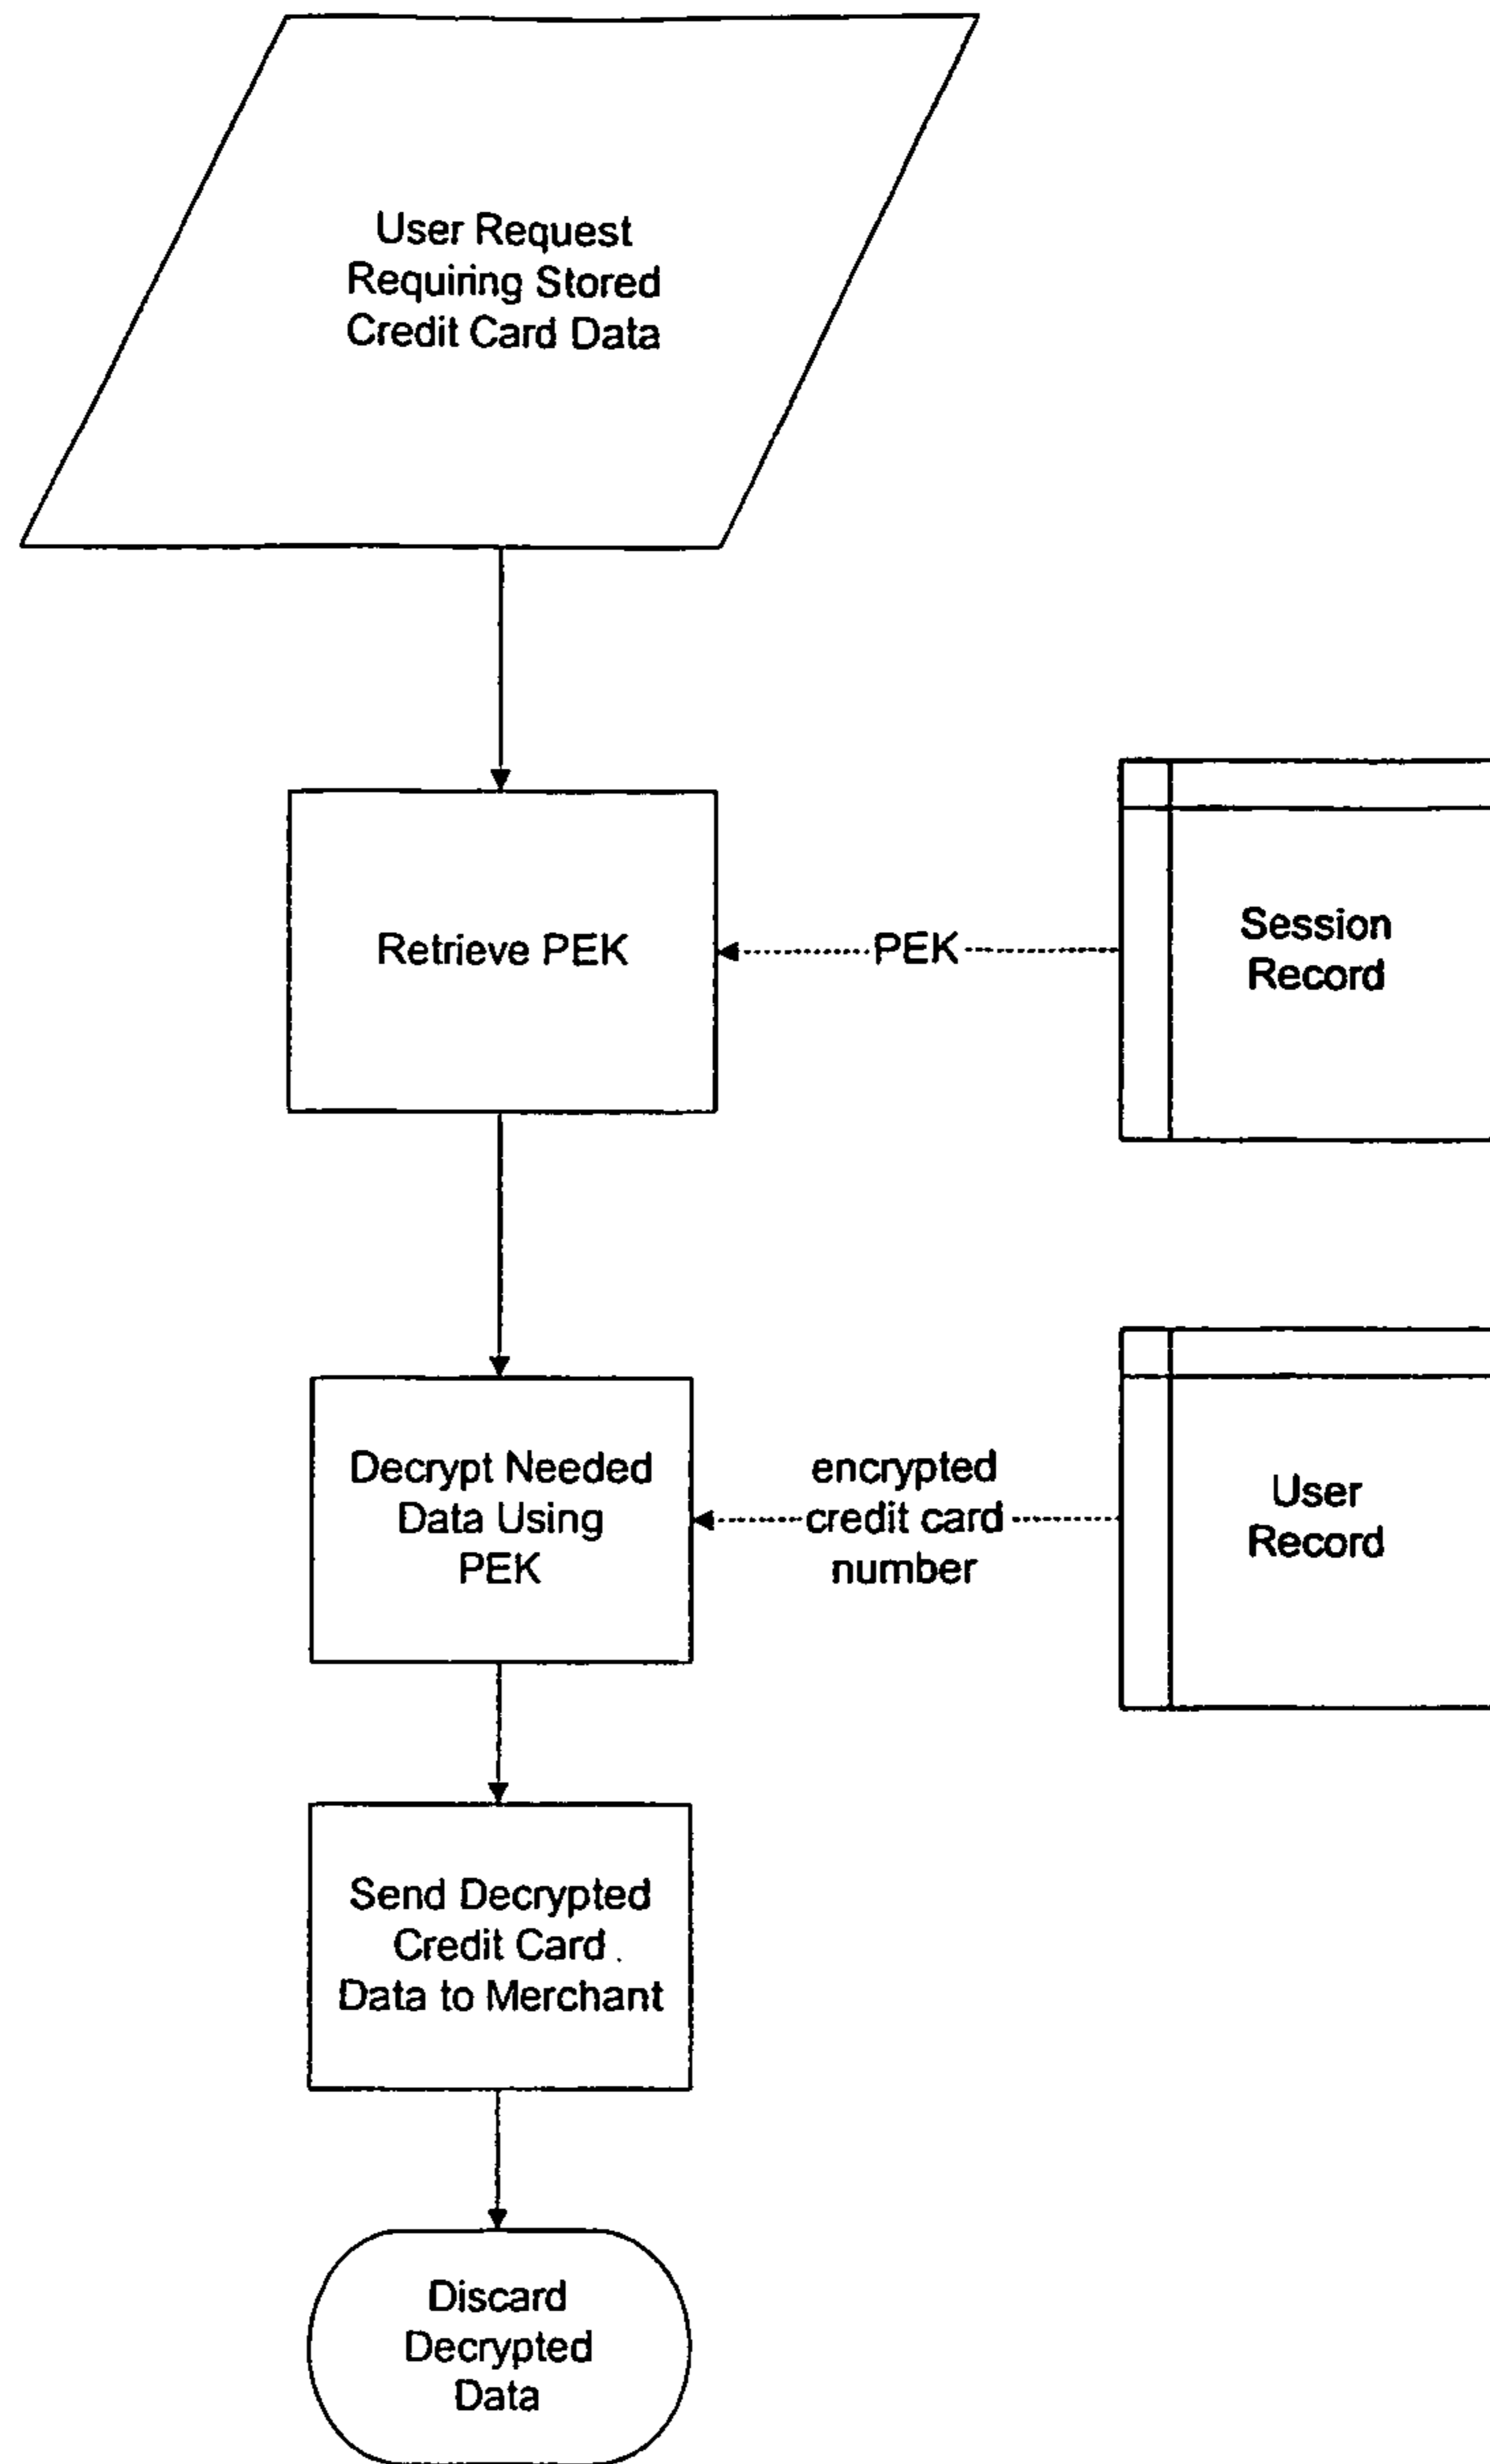 User Request
Requiring Stored
Credit Card Data
Retrieve PEK
PEK
Session
Record
Decrypt Needed
Data Using
PEK
encrypted
credit card
number
User
Record
Send Decrypted
Credit Card
Data to Merchant
Discard
Decrypted
Data